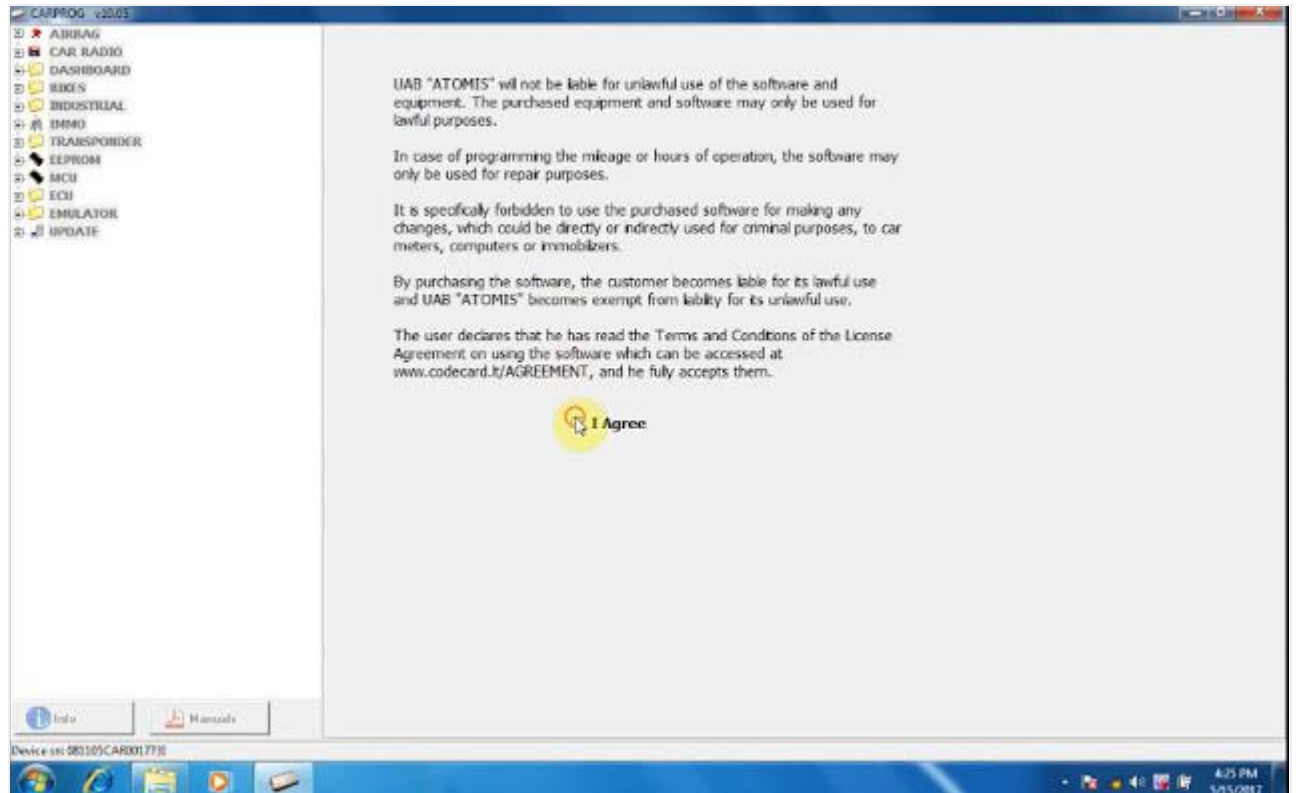 CARPROG v10.05
AIRBAG
CAR RADIO
DASHBOARD
BIKES
INDUSTRIAL
IMMO
TRANSPONDER
EEPROM
MCU
ECU
EMULATOR
UPDATE
UAB "ATOMIS" will not be liable for unlawful use of the software and
equipment. The purchased equipment and software may only be used for
lawful purposes.
In case of programming the mileage or hours of operation, the software may
only be used for repair purposes.
It is specifically forbidden to use the purchased software for making any
changes, which could be directly or indirectly used for criminal purposes, to car
meters, computers or immobilizers.
By purchasing the software, the customer becomes liable for its lawful use
and UAB "ATOMIS" becomes exempt from liablity for its unlawful use.
The user declares that he has read the Terms and Conditions of the License
Agreement on using the software which can be accessed at
www.codecard.lt/AGREEMENT, and he fully accepts them.
I Agree
Info
Manuals
Device sn:
4:25 PM
5/15/2017